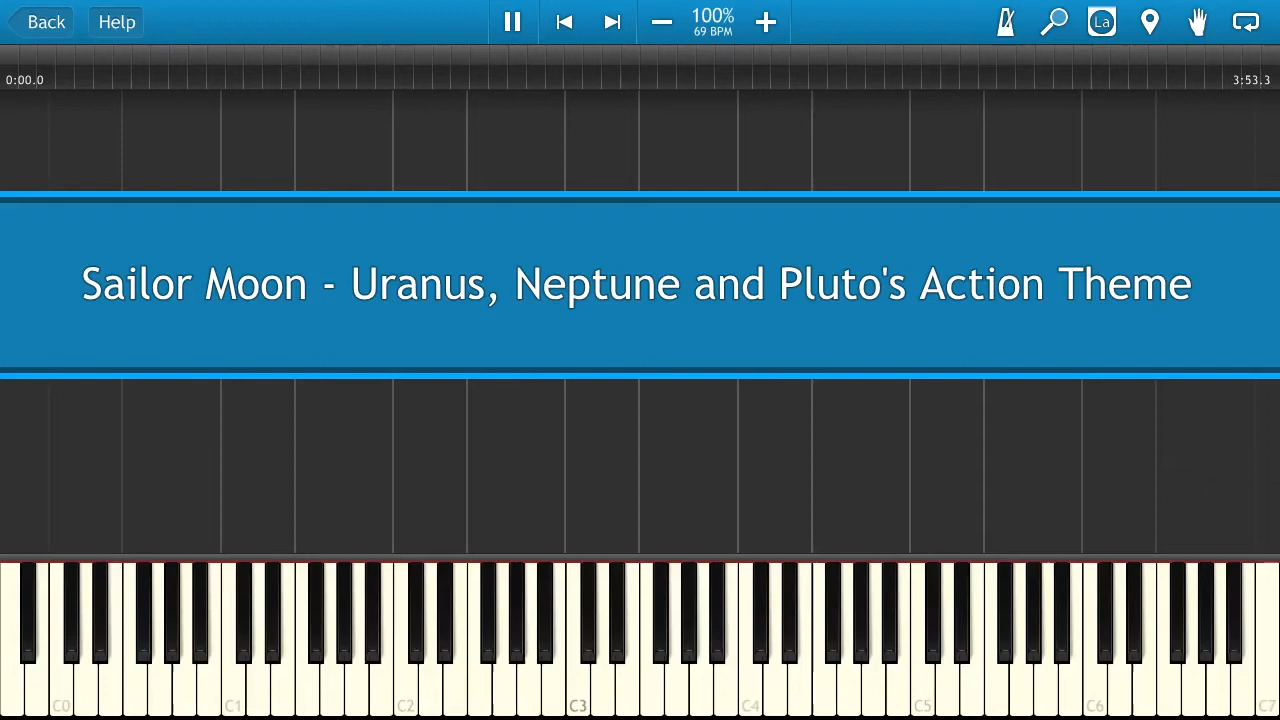 Back Help 100% La
69 BPM
0:00.0 3:53.3
Sailor Moon - Uranus, Neptune and Pluto's Action Theme
C0 C1 C2 C3 C4 C5 C6 C7